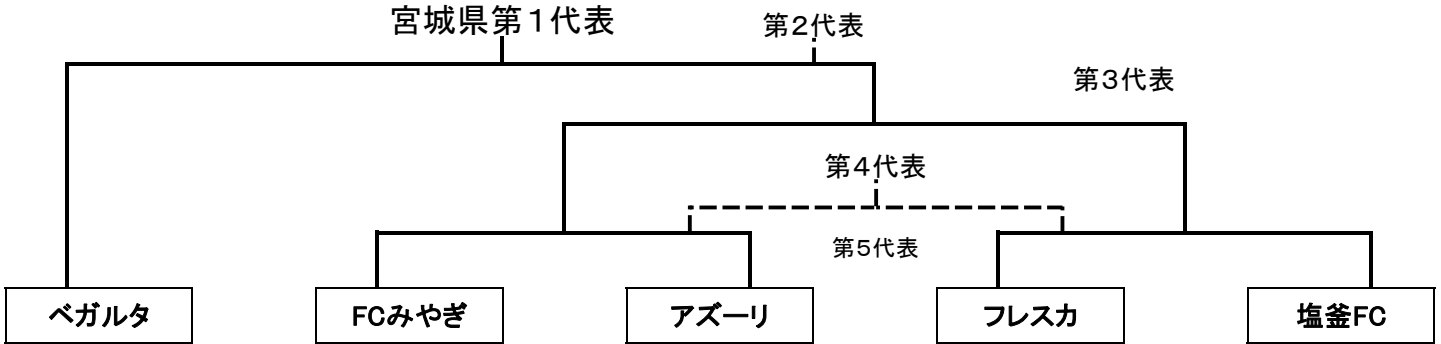 宮城県第1代表
第2代表
第3代表
第4代表
第5代表
ベガルタ
FCみやぎ
アズーリ
フレスカ
塩釜FC